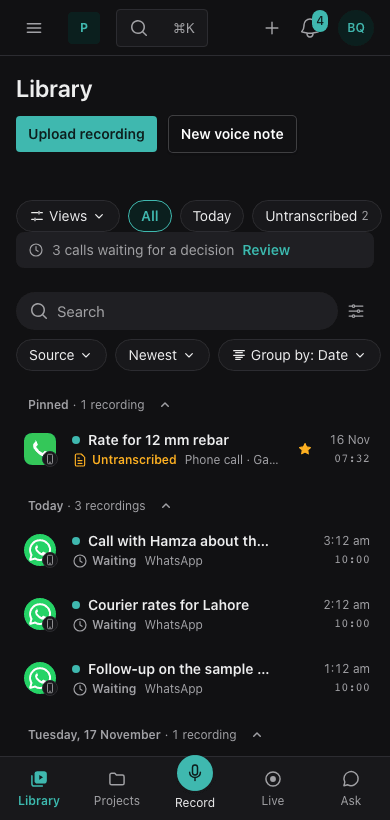 P ⌘K 4 BQ
Library
Upload recording New voice note
Views All Today Untranscribed 2
3 calls waiting for a decision Review
Search
Source Newest Group by: Date
Pinned · 1 recording
Rate for 12 mm rebar 16 Nov
Untranscribed Phone call · Ga... 07:32
Today · 3 recordings
Call with Hamza about th... 3:12 am
Waiting WhatsApp 10:00
Courier rates for Lahore 2:12 am
Waiting WhatsApp 10:00
Follow-up on the sample ... 1:12 am
Waiting WhatsApp 10:00
Tuesday, 17 November · 1 recording
Library Projects Record Live Ask